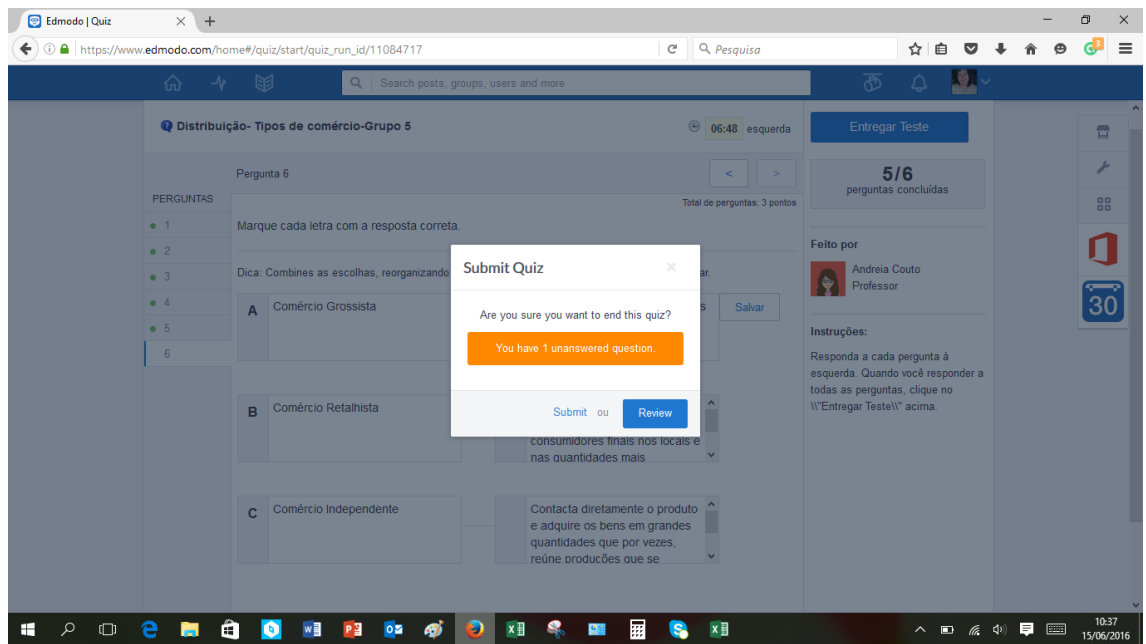 Edmodo | Quiz
https://www.edmodo.com/home#/quiz/start/quiz_run_id/11084717
Pesquisa
3
Search posts, groups, users and more
Distribuição- Tipos de comércio-Grupo 5
06:48 esquerda
Entregar Teste
Pergunta 6
<
>
5/6
perguntas concluídas
PERGUNTAS
Total de perguntas: 3 pontos
1
2
3
4
5
6
Marque cada letra com a resposta correta.
Dica: Combines as escolhas, reorganizando
ar.
A Comércio Grossista
s
Salvar
B Comércio Retalhista
consumidores finais nos locais e
nas quantidades mais
C Comércio Independente
Contacta diretamente o produto
e adquire os bens em grandes
quantidades que por vezes,
reúne produções que se
Submit Quiz
×
Are you sure you want to end this quiz?
You have 1 unanswered question.
Submit ou Review
Feito por
Andreia Couto
Professor
Instruções:
Responda a cada pergunta à
esquerda. Quando você responder a
todas as perguntas, clique no
\\"Entregar Teste\\" acima.
30
10:37
15/06/2016